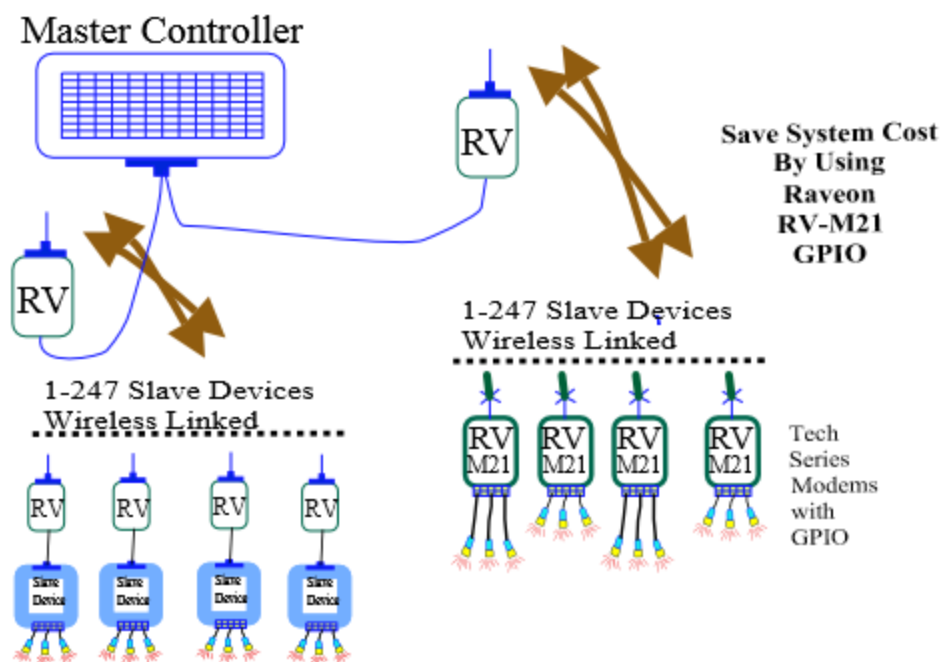 Master Controller
RV
Save System Cost
By Using
Raveon
RV-M21
GPIO
RV
1-247 Slave Devices
Wireless Linked
1-247 Slave Devices
Wireless Linked
RV
M21
RV
M21
RV
M21
RV
M21
Tech
Series
Modems
with
GPIO
RV
RV
RV
RV
Slave
Device
Slave
Device
Slave
Device
Slave
Device